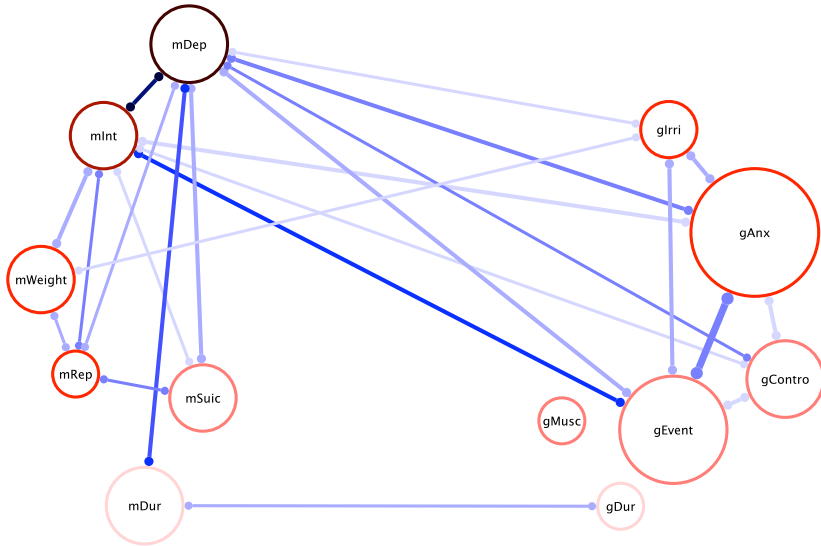 mDep
mInt
gIrri
gAnx
mWeight
mRep
gContro
mSuic
gMusc
gEvent
mDur
gDur